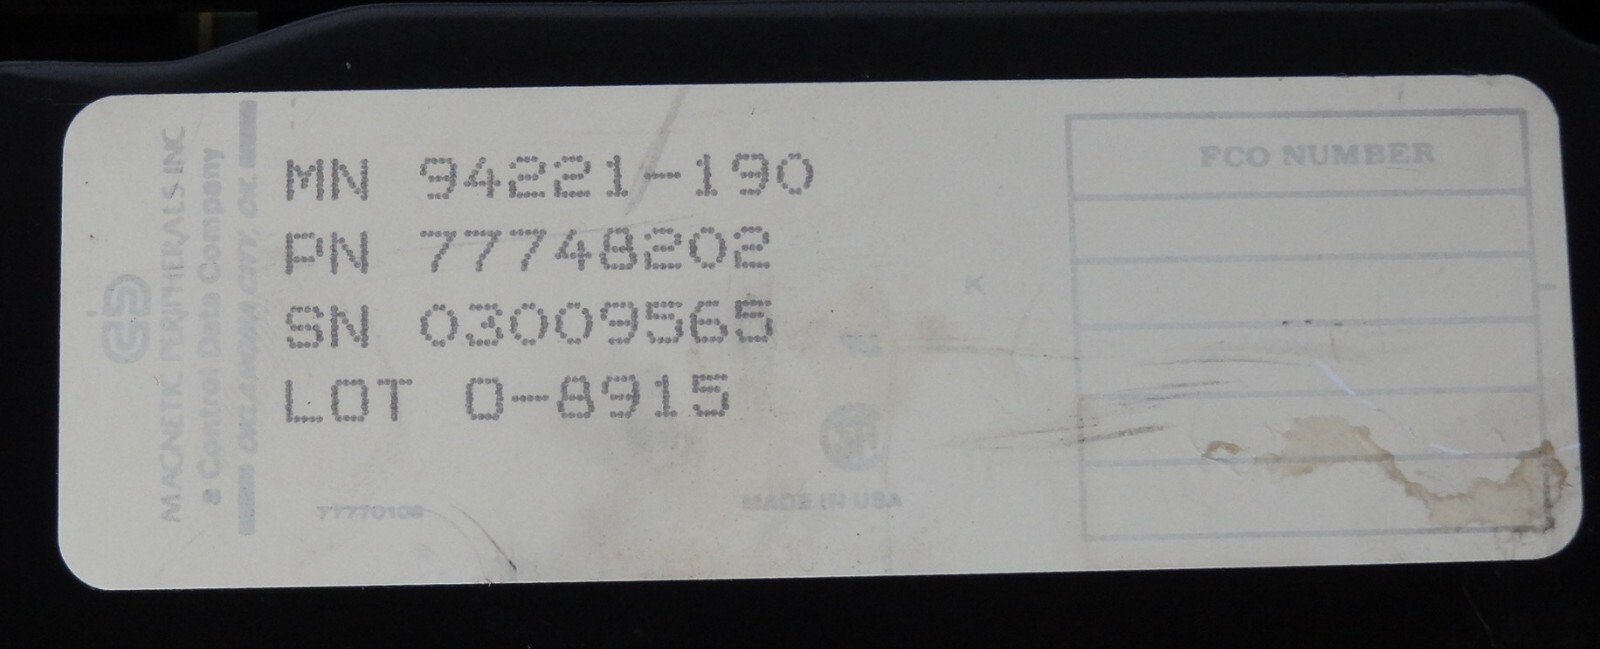 MAGNETIC PERIPHERALS INC
a Control Data Company
OKLAHOMA CITY, OK.
MN 94221-190
PN 77748202
SN 03009565
LOT 0-8915
77770100
K
MADE IN USA
FCO NUMBER